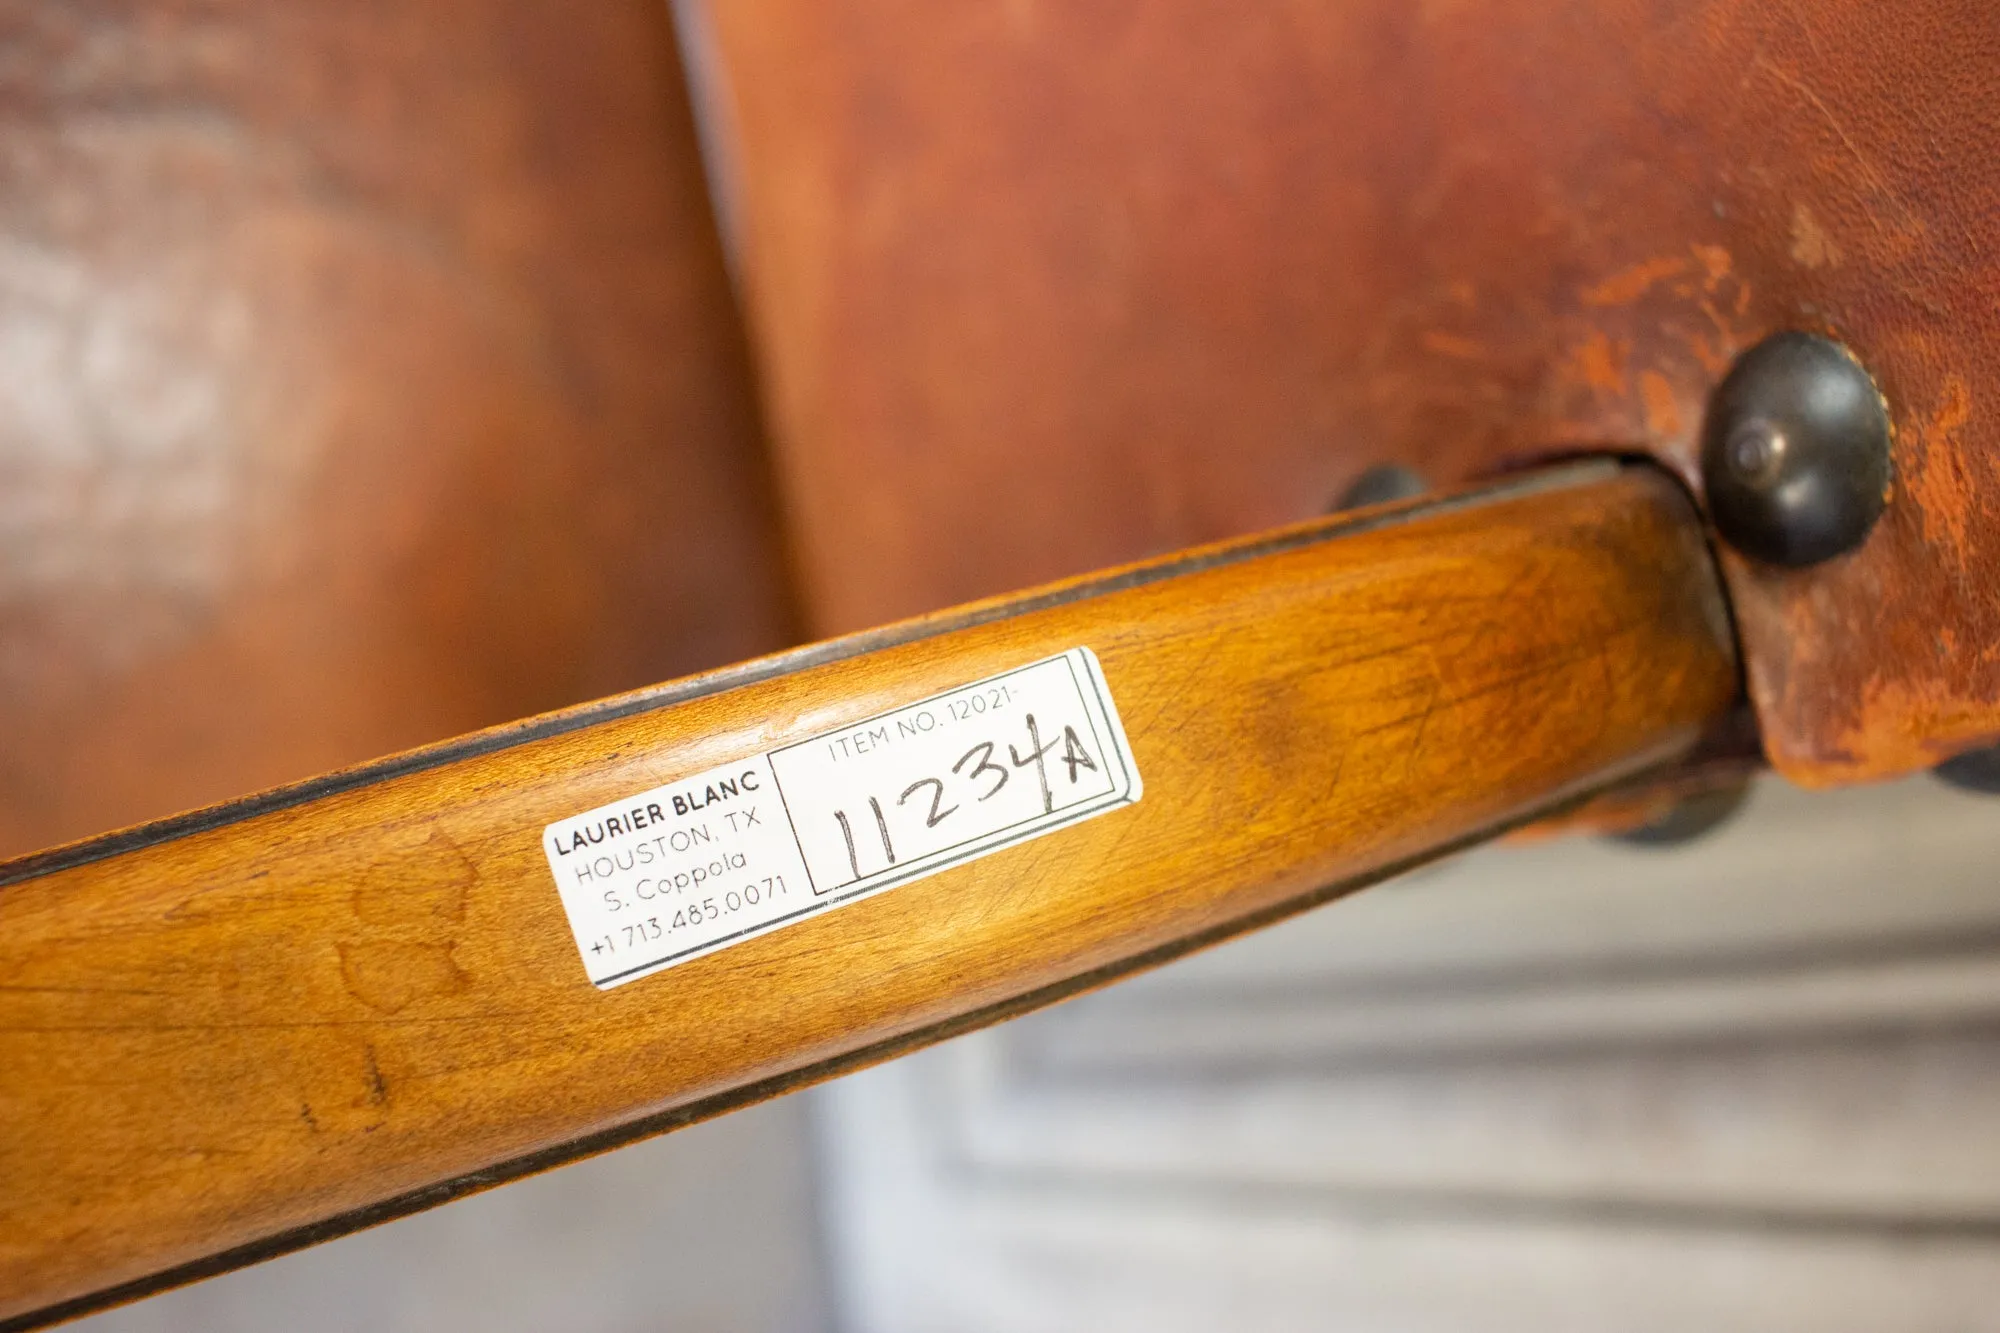 LAURIER BLANC
HOUSTON, TX
S. Coppola
+1 713.485.0071
ITEM NO. 12021-
11234A